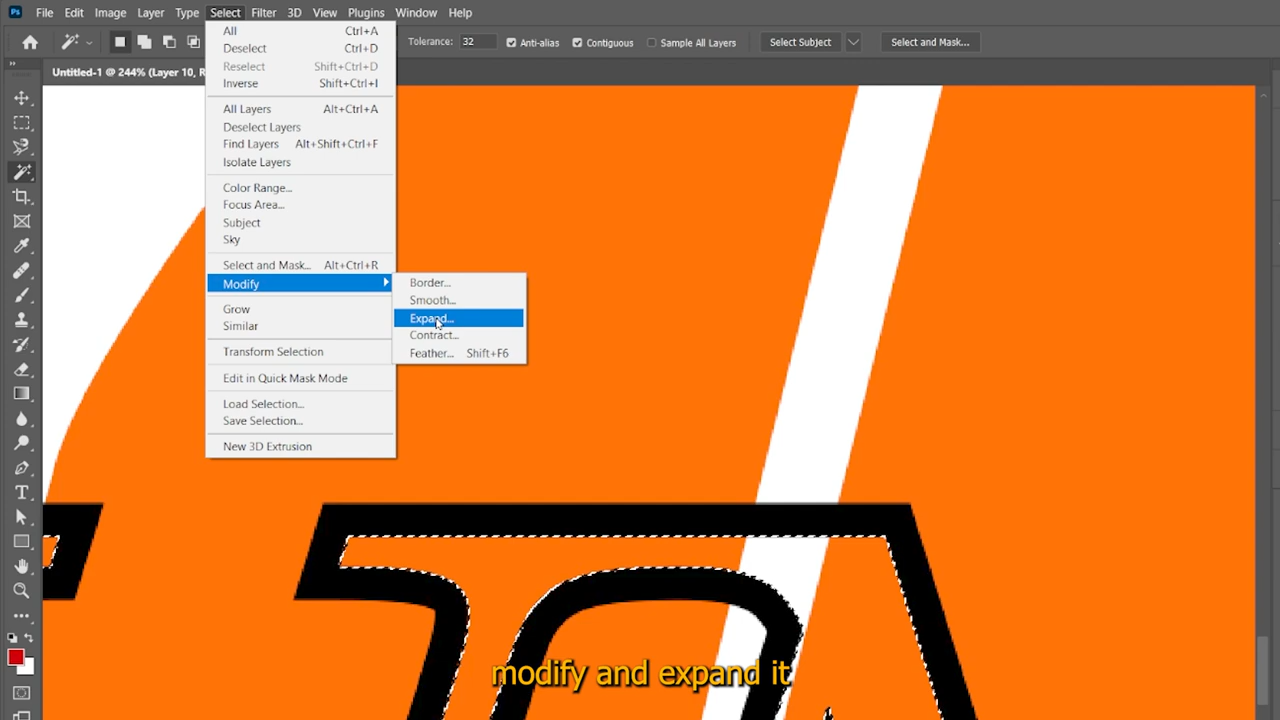 Ps File Edit Image Layer Type Select Filter 3D View Plugins Window Help
Tolerance: 32 Anti-alias Contiguous Sample All Layers Select Subject Select and Mask...
Untitled-1 @ 244% (Layer 10, R
All Ctrl+A
Deselect Ctrl+D
Reselect Shift+Ctrl+D
Inverse Shift+Ctrl+I
All Layers Alt+Ctrl+A
Deselect Layers
Find Layers Alt+Shift+Ctrl+F
Isolate Layers
Color Range...
Focus Area...
Subject
Sky
Select and Mask... Alt+Ctrl+R
Modify
Border...
Smooth...
Expand...
Contract...
Feather... Shift+F6
Grow
Similar
Transform Selection
Edit in Quick Mask Mode
Load Selection...
Save Selection...
New 3D Extrusion
modify and expand it